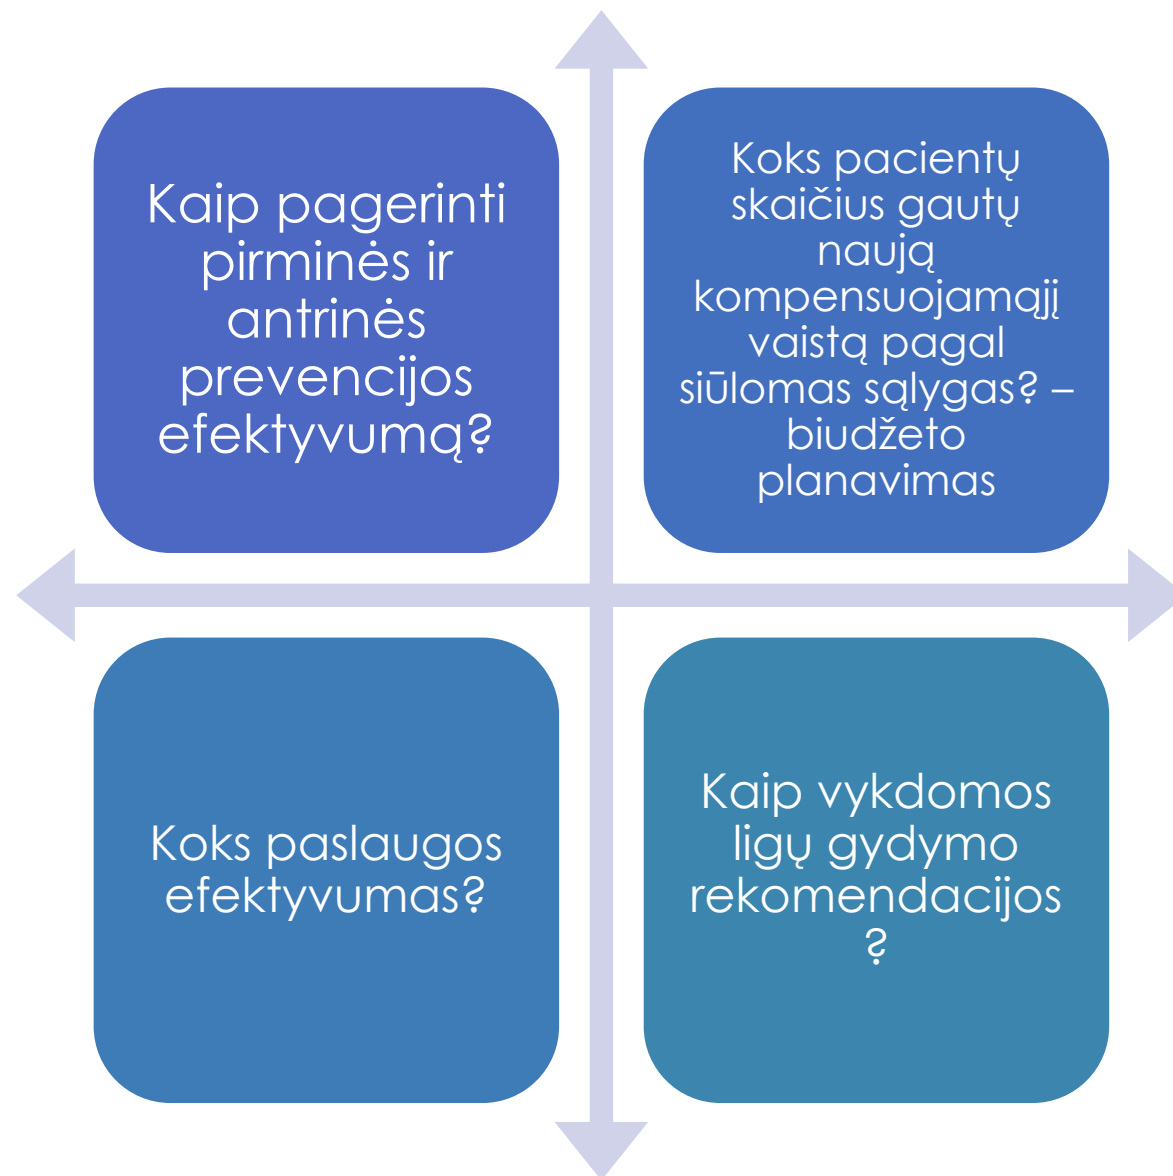 Kaip pagerinti
pirminės ir
antrinės
prevencijos
efektyvumą?
Koks pacientų
skaičius gautų
naują
kompensuojamąjį
vaistą pagal
siūlomas sąlygas? –
biudžeto
planavimas
Koks paslaugos
efektyvumas?
Kaip vykdomos
ligų gydymo
rekomendacijos
?